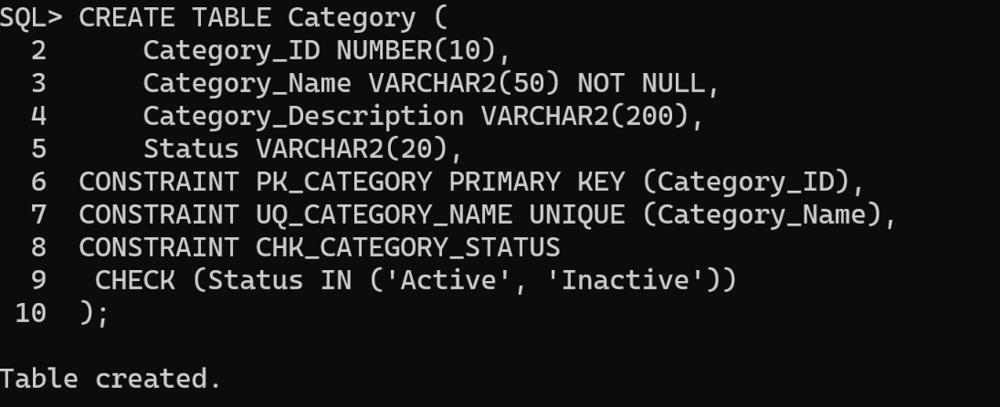 SQL> CREATE TABLE Category (
  2      Category_ID NUMBER(10),
  3      Category_Name VARCHAR2(50) NOT NULL,
  4      Category_Description VARCHAR2(200),
  5      Status VARCHAR2(20),
  6  CONSTRAINT PK_CATEGORY PRIMARY KEY (Category_ID),
  7  CONSTRAINT UQ_CATEGORY_NAME UNIQUE (Category_Name),
  8  CONSTRAINT CHK_CATEGORY_STATUS
  9   CHECK (Status IN ('Active', 'Inactive'))
 10  );
Table created.